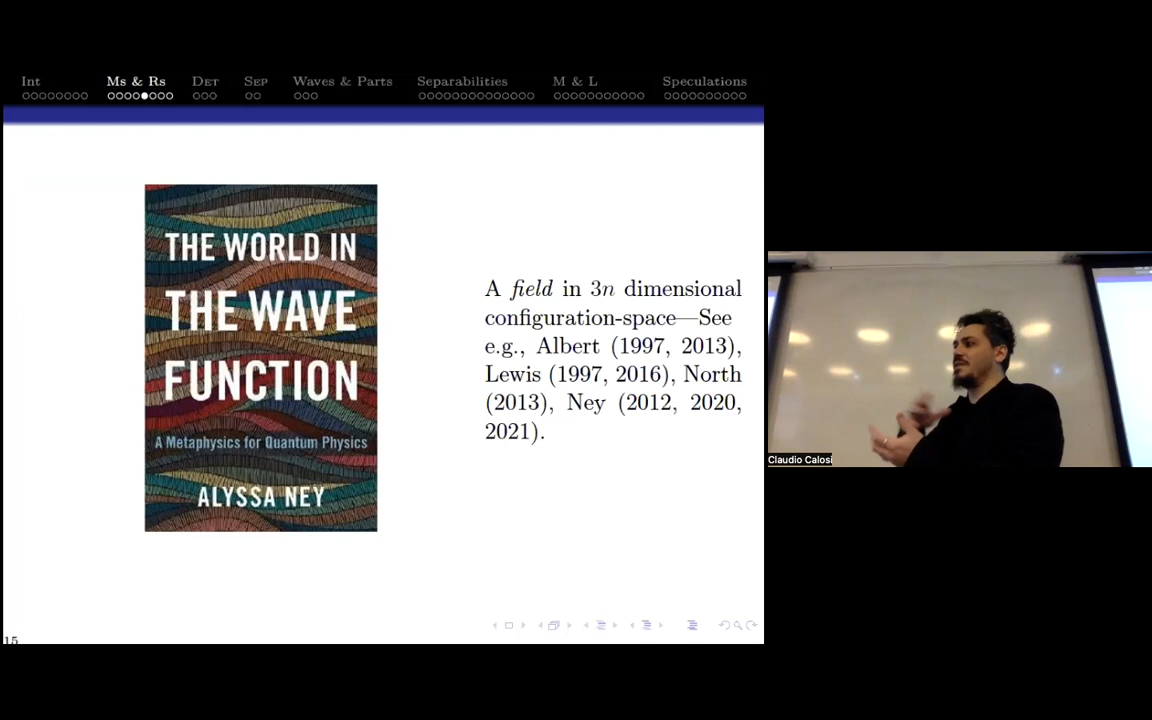 Int Ms & Rs Det Sep Waves & Parts Separabilities M & L Speculations
THE WORLD IN
THE WAVE
FUNCTION
A Metaphysics for Quantum Physics
ALYSSA NEY
A field in 3n dimensional
configuration-space—See
e.g., Albert (1997, 2013),
Lewis (1997, 2016), North
(2013), Ney (2012, 2020,
2021).
15
Claudio Calosi